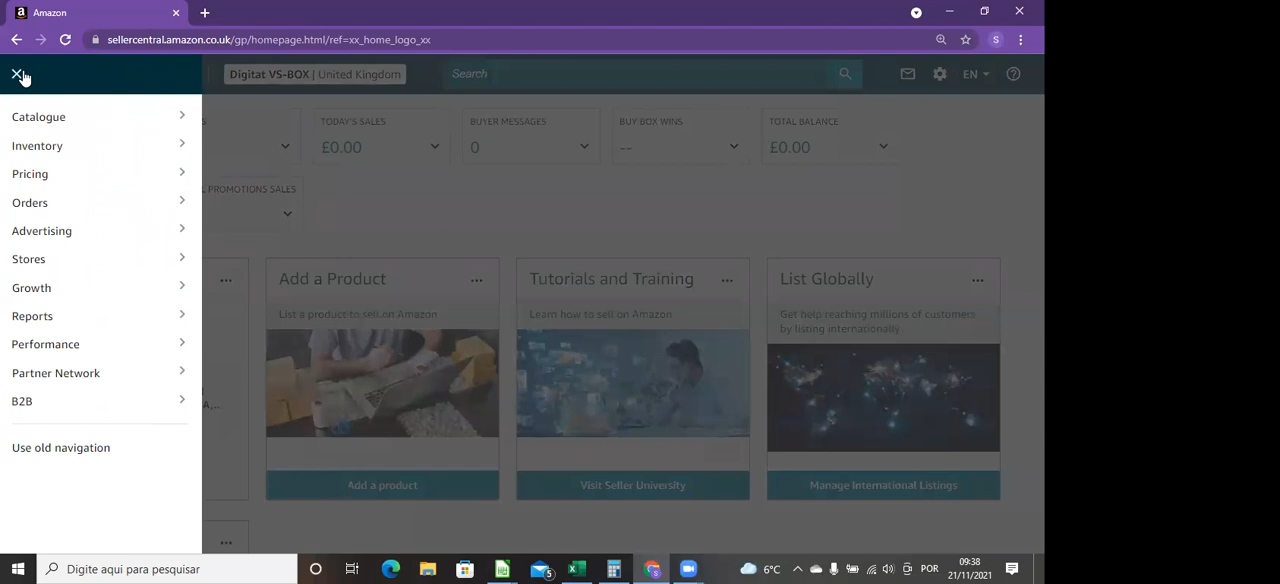 Amazon
sellercentral.amazon.co.uk/gp/homepage.html/ref=xx_home_logo_xx
S
Digitat VS-BOX | United Kingdom
Search
EN
Catalogue
Inventory
Pricing
Orders
Advertising
Stores
Growth
Reports
Performance
Partner Network
B2B
Use old navigation
S
TODAY'S SALES
£0.00
BUYER MESSAGES
0
BUY BOX WINS
--
TOTAL BALANCE
£0.00
L PROMOTIONS SALES
A,...
Add a Product
List a product to sell on Amazon
Add a product
Tutorials and Training
Learn how to sell on Amazon
Visit Seller University
List Globally
Get help reaching millions of customers
by listing internationally
Manage International Listings
Digite aqui para pesquisar
5
6°C
POR
09:38
21/11/2021